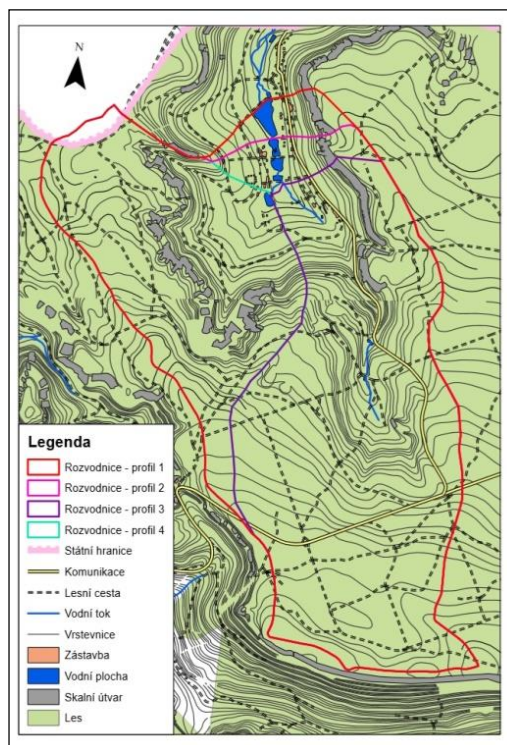 N
Legenda
Rozvodnice - profil 1
Rozvodnice - profil 2
Rozvodnice - profil 3
Rozvodnice - profil 4
Státní hranice
Komunikace
Lesní cesta
Vodní tok
Vrstevnice
Zástavba
Vodní plocha
Skalní útvar
Les